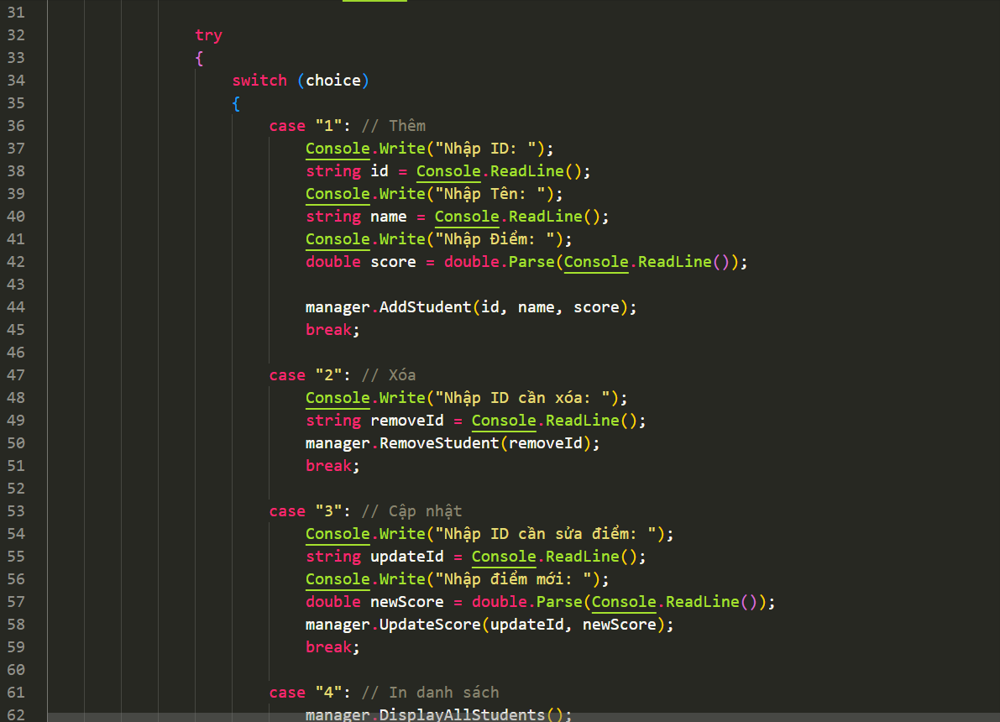 31
32 try
33 {
34 switch (choice)
35 {
36 case "1": // Thêm
37 Console.Write("Nhập ID: ");
38 string id = Console.ReadLine();
39 Console.Write("Nhập Tên: ");
40 string name = Console.ReadLine();
41 Console.Write("Nhập Điểm: ");
42 double score = double.Parse(Console.ReadLine());
43
44 manager.AddStudent(id, name, score);
45 break;
46
47 case "2": // Xóa
48 Console.Write("Nhập ID cần xóa: ");
49 string removeId = Console.ReadLine();
50 manager.RemoveStudent(removeId);
51 break;
52
53 case "3": // Cập nhật
54 Console.Write("Nhập ID cần sửa điểm: ");
55 string updateId = Console.ReadLine();
56 Console.Write("Nhập điểm mới: ");
57 double newScore = double.Parse(Console.ReadLine());
58 manager.UpdateScore(updateId, newScore);
59 break;
60
61 case "4": // In danh sách
62 manager.DisplayAllStudents();